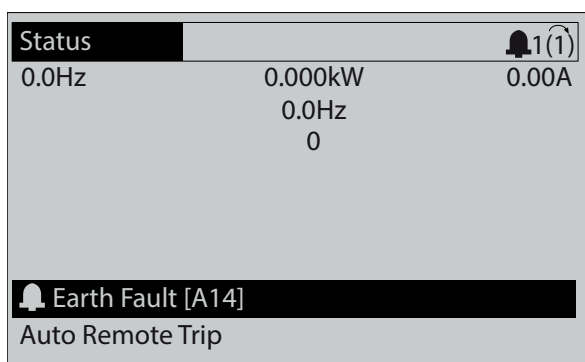 Status 1(1)
0.0Hz 0.000kW 0.00A
0.0Hz
0
Earth Fault [A14]
Auto Remote Trip